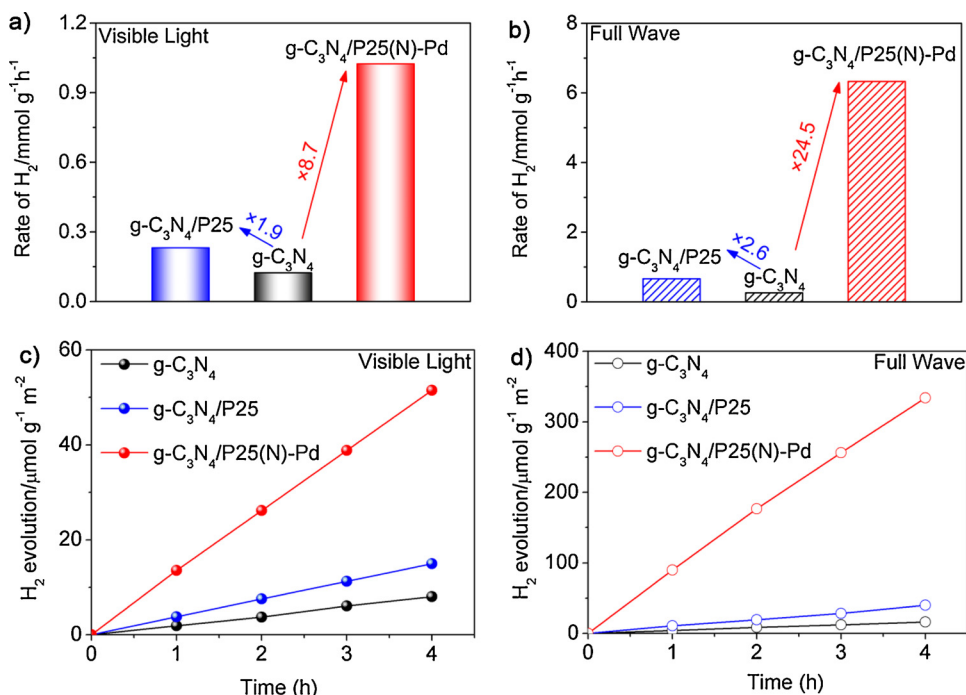 a)
Visible Light
Rate of H₂/mmol g⁻¹h⁻¹
1.2
0.9
0.6
0.3
0.0
g-C₃N₄/P25(N)-Pd
×8.7
g-C₃N₄/P25
×1.9
g-C₃N₄
b)
Full Wave
Rate of H₂/mmol g⁻¹h⁻¹
8
6
4
2
0
g-C₃N₄/P25(N)-Pd
×24.5
g-C₃N₄/P25
×2.6
g-C₃N₄
c)
Visible Light
H₂ evolution/μmol g⁻¹ m⁻²
60
40
20
0
g-C₃N₄
g-C₃N₄/P25
g-C₃N₄/P25(N)-Pd
0 1 2 3 4
Time (h)
d)
Full Wave
H₂ evolution/μmol g⁻¹ m⁻²
400
300
200
100
0
g-C₃N₄
g-C₃N₄/P25
g-C₃N₄/P25(N)-Pd
0 1 2 3 4
Time (h)